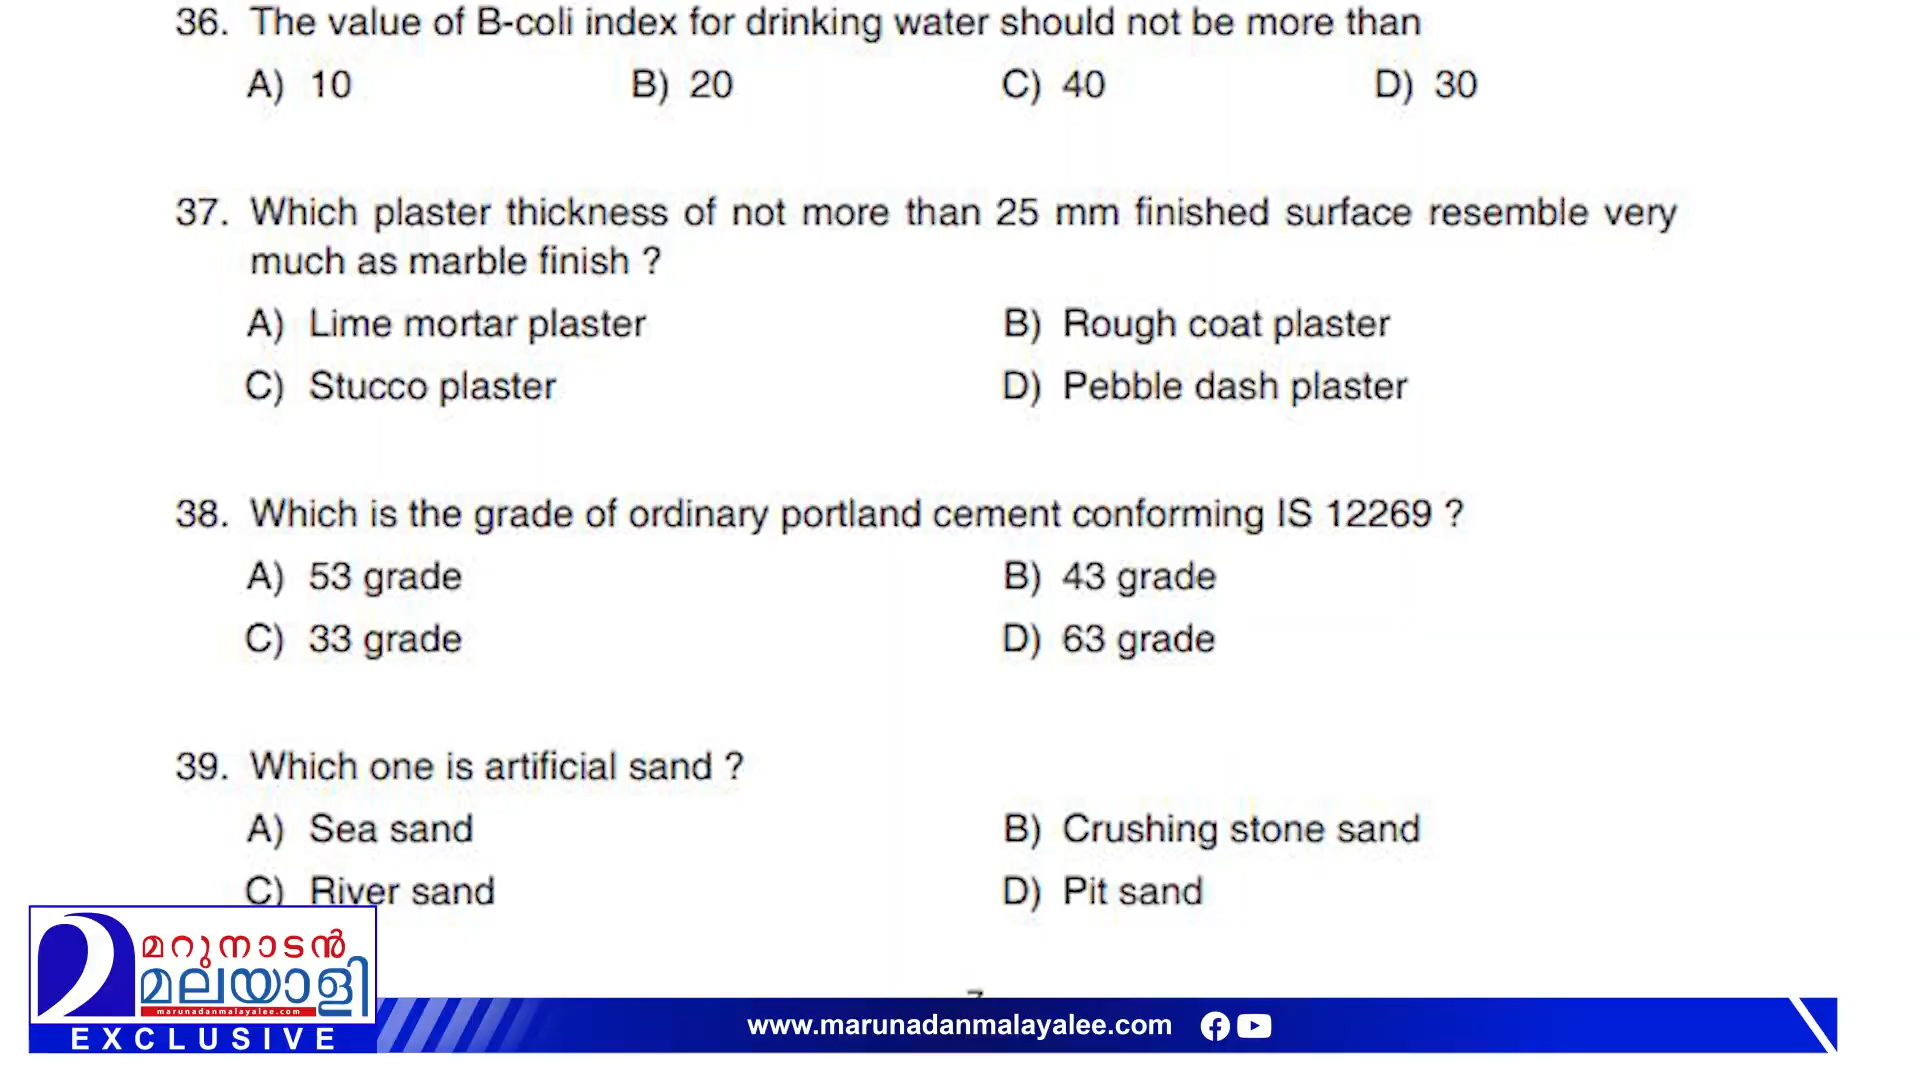 36. The value of B-coli index for drinking water should not be more than
A) 10 B) 20 C) 40 D) 30
37. Which plaster thickness of not more than 25 mm finished surface resemble very
much as marble finish ?
A) Lime mortar plaster B) Rough coat plaster
C) Stucco plaster D) Pebble dash plaster
38. Which is the grade of ordinary portland cement conforming IS 12269 ?
A) 53 grade B) 43 grade
C) 33 grade D) 63 grade
39. Which one is artificial sand ?
A) Sea sand B) Crushing stone sand
C) River sand D) Pit sand
മറുനാടൻ
മലയാളി
marunadanmalayalee.com
EXCLUSIVE
www.marunadanmalayalee.com